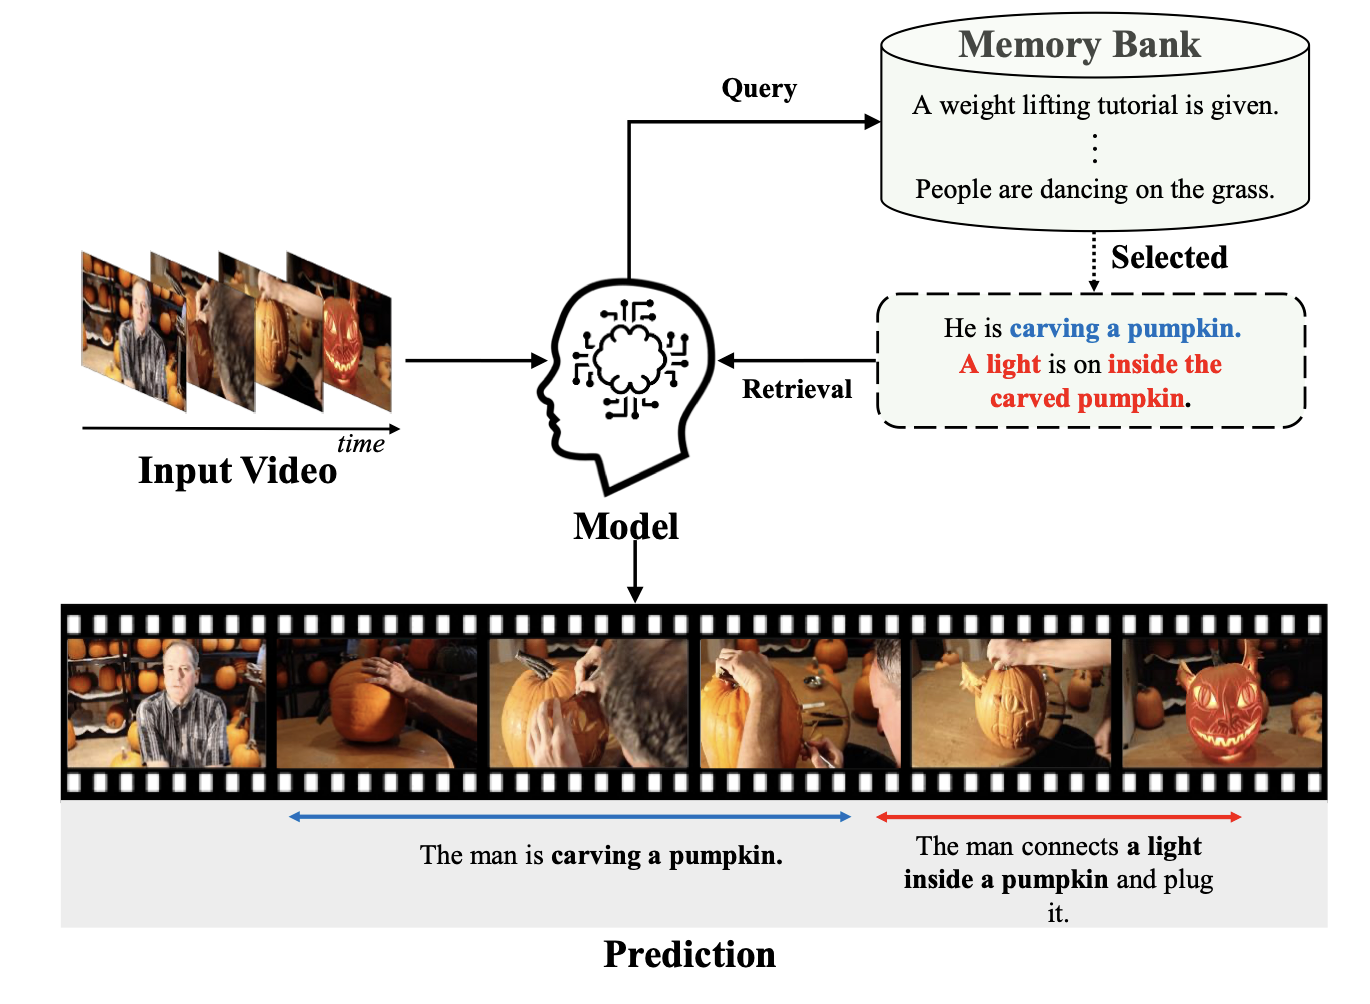 Memory Bank
Query
A weight lifting tutorial is given.
People are dancing on the grass.
Selected
He is carving a pumpkin.
A light is on inside the
carved pumpkin.
Retrieval
time
Input Video
Model
The man is carving a pumpkin.
The man connects a light
inside a pumpkin and plug
it.
Prediction